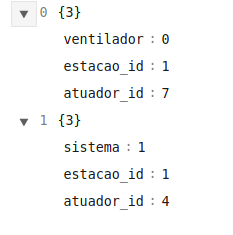 0 {3}
ventilador : 0
estacao_id : 1
atuador_id : 7
1 {3}
sistema : 1
estacao_id : 1
atuador_id : 4